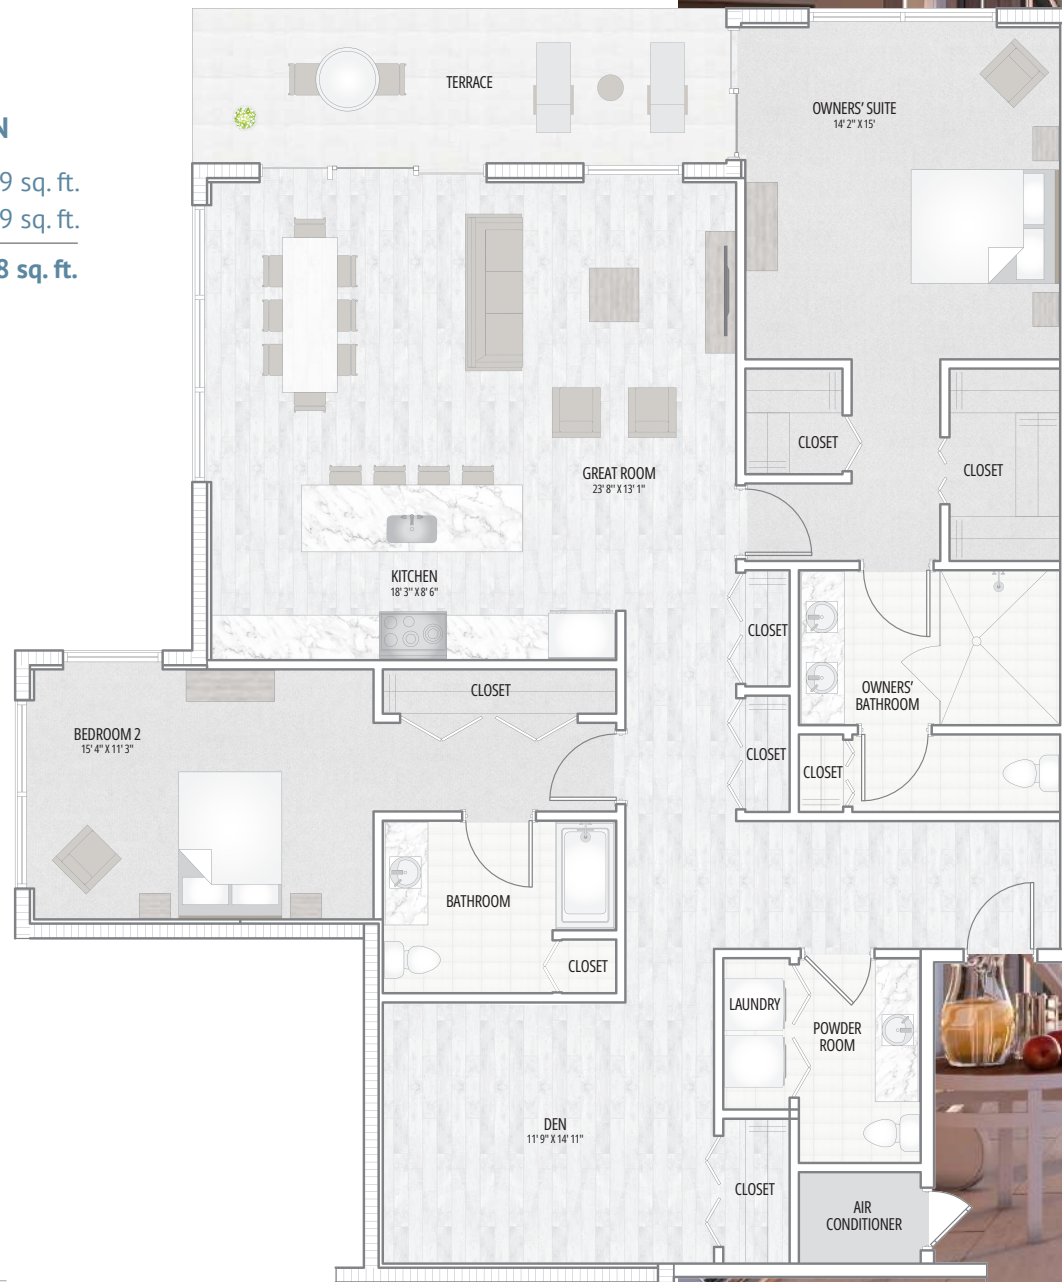 N
9 sq. ft.
9 sq. ft.
8 sq. ft.
TERRACE
OWNERS' SUITE
14' 2" X 15'
CLOSET
CLOSET
GREAT ROOM
23' 8" X 13' 1"
KITCHEN
18' 3" X 8' 6"
CLOSET
CLOSET
OWNERS'
BATHROOM
BEDROOM 2
15' 4" X 11' 3"
CLOSET
CLOSET
BATHROOM
CLOSET
LAUNDRY
POWDER
ROOM
DEN
11' 9" X 14' 11"
CLOSET
AIR
CONDITIONER